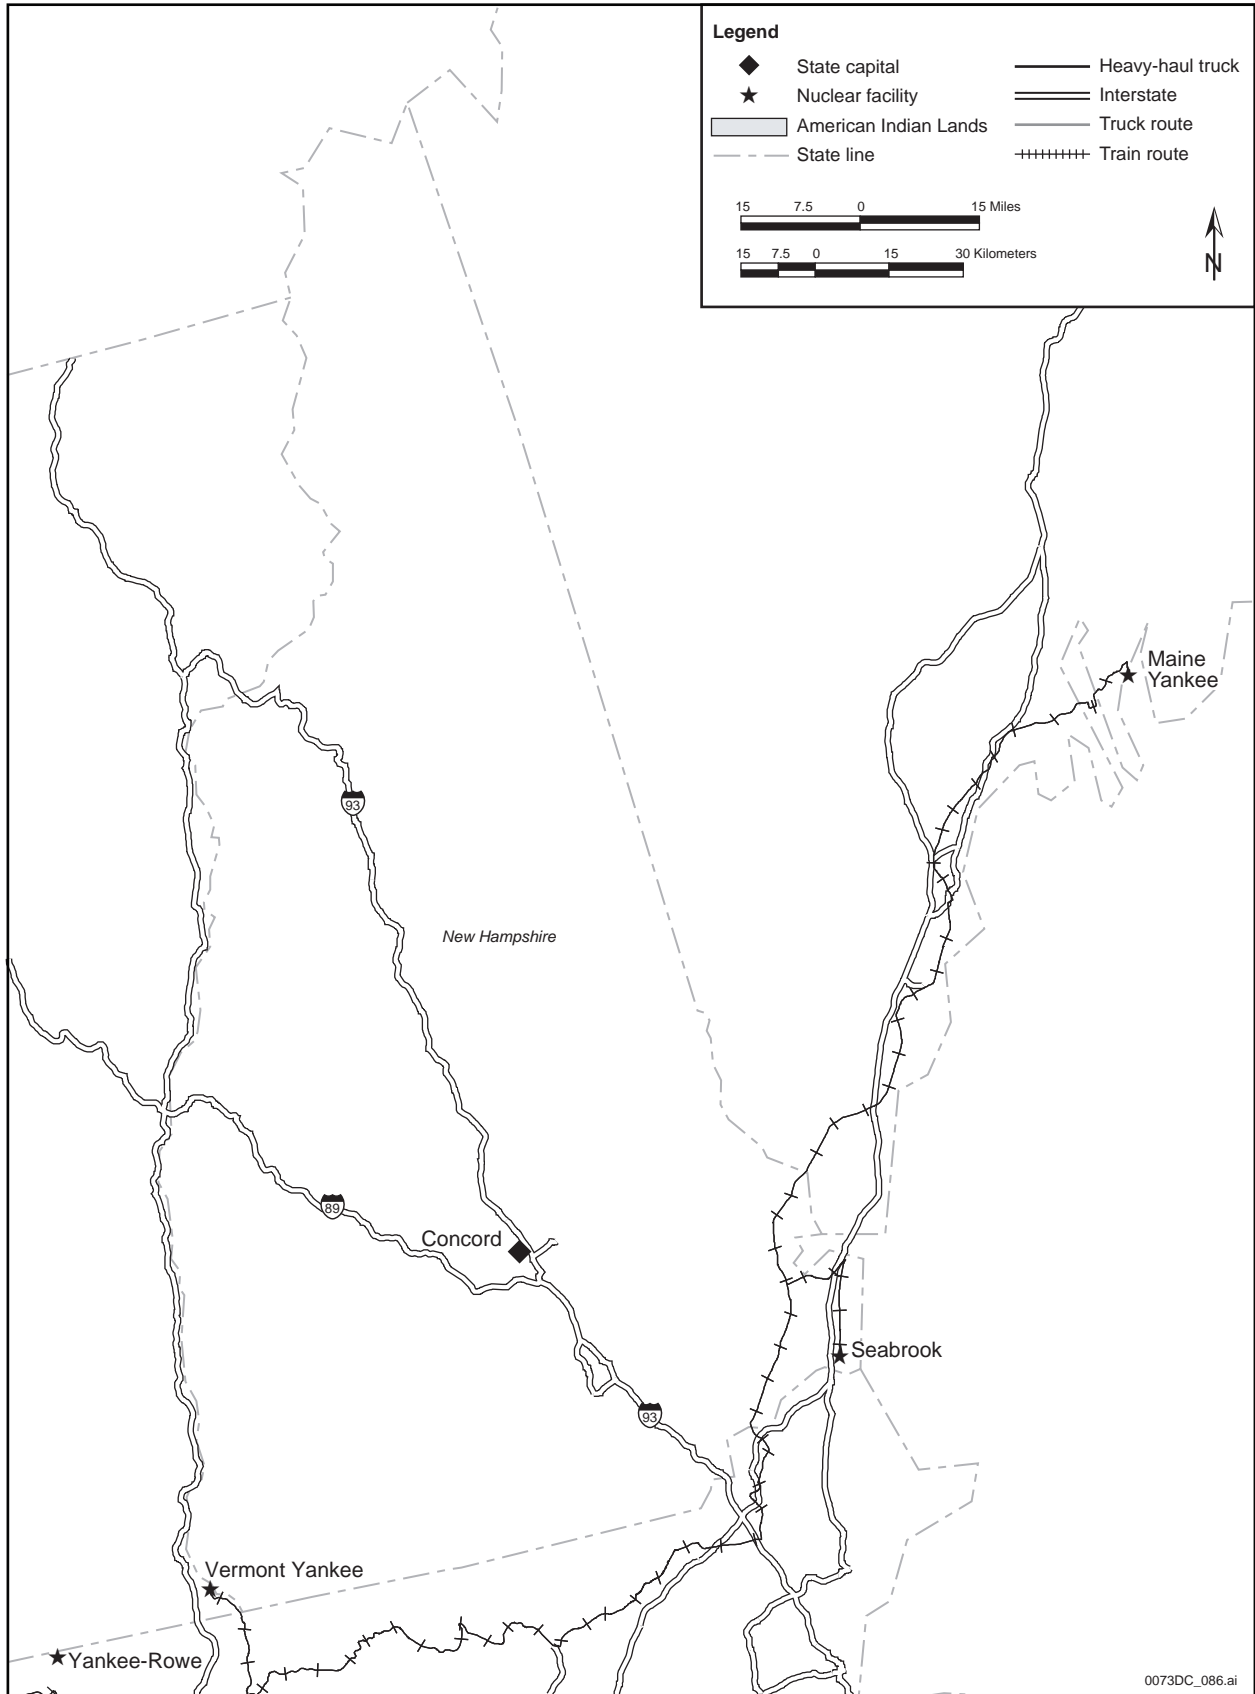 Legend
State capital
Nuclear facility
American Indian Lands
State line
Heavy-haul truck
Interstate
Truck route
Train route
15 7.5 0 15 Miles
15 7.5 0 15 30 Kilometers
N
Maine
Yankee
93
New Hampshire
89
Concord
Seabrook
93
Vermont Yankee
Yankee-Rowe
0073DC_086.ai